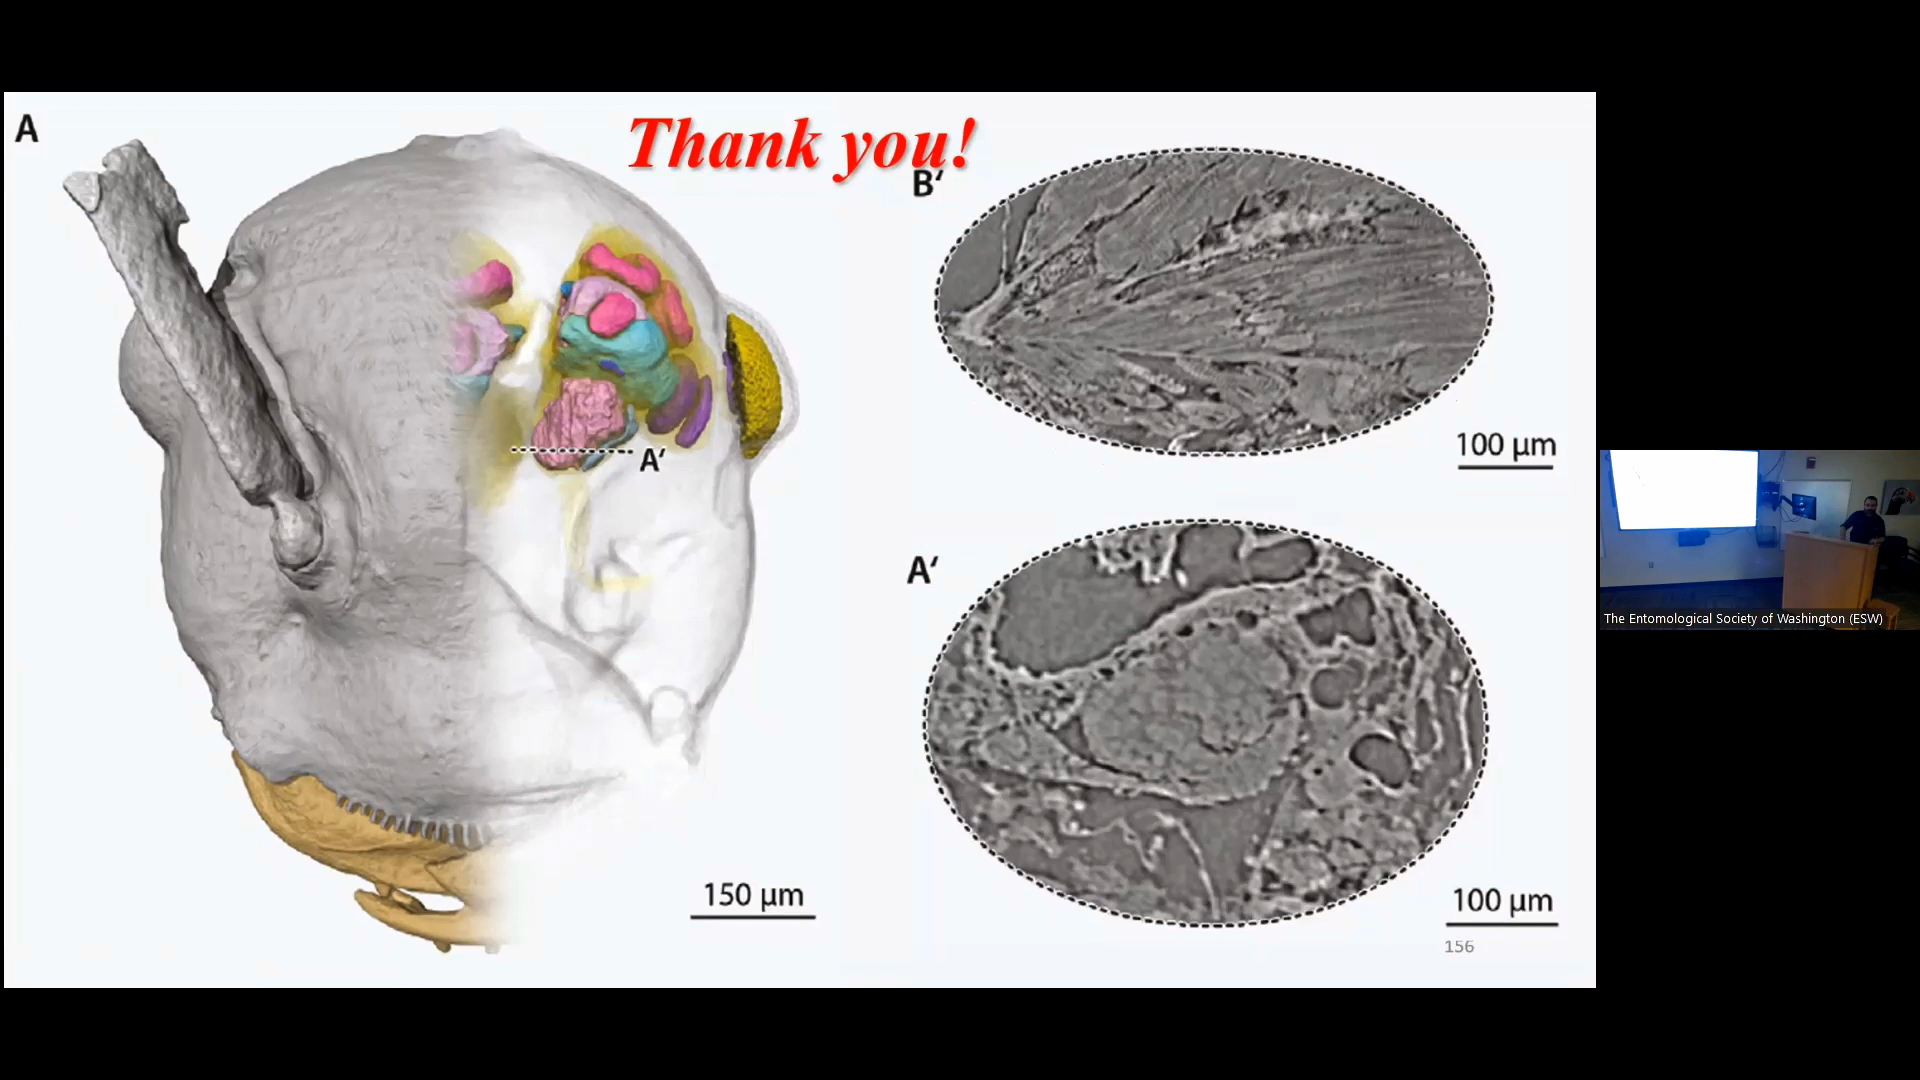 A
Thank you!
B‘
100 µm
A‘
A‘
150 µm
100 µm
156
The Entomological Society of Washington (ESW)